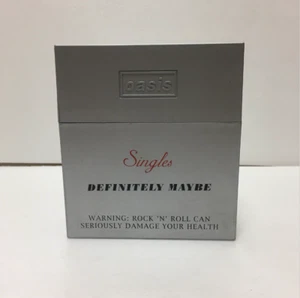 oasis
Singles
DEFINITELY MAYBE
WARNING: ROCK 'N' ROLL CAN
SERIOUSLY DAMAGE YOUR HEALTH